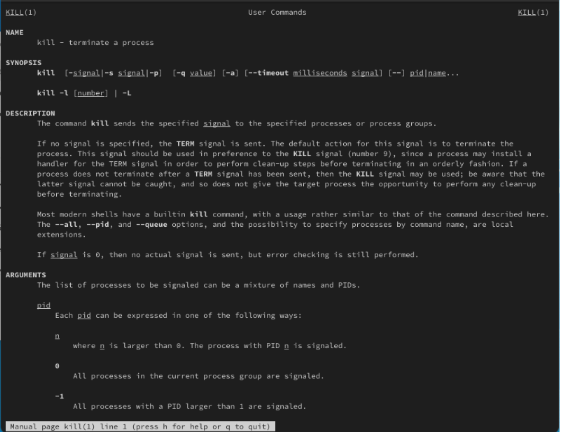 KILL(1) User Commands KILL(1)
NAME
kill - terminate a process
SYNOPSIS
kill [-signal|-s signal|-p] [-q value] [-a] [--timeout milliseconds signal] [--] pid|name...
kill -l [number] | -L
DESCRIPTION
The command kill sends the specified signal to the specified processes or process groups.
If no signal is specified, the TERM signal is sent. The default action for this signal is to terminate the
process. This signal should be used in preference to the KILL signal (number 9), since a process may install a
handler for the TERM signal in order to perform clean-up steps before terminating in an orderly fashion. If a
process does not terminate after a TERM signal has been sent, then the KILL signal may be used; be aware that the
latter signal cannot be caught, and so does not give the target process the opportunity to perform any clean-up
before terminating.
Most modern shells have a builtin kill command, with a usage rather similar to that of the command described here.
The --all, --pid, and --queue options, and the possibility to specify processes by command name, are local
extensions.
If signal is 0, then no actual signal is sent, but error checking is still performed.
ARGUMENTS
The list of processes to be signaled can be a mixture of names and PIDs.
pid
Each pid can be expressed in one of the following ways:
n
where n is larger than 0. The process with PID n is signaled.
0
All processes in the current process group are signaled.
-1
All processes with a PID larger than 1 are signaled.
Manual page kill(1) line 1 (press h for help or q to quit)